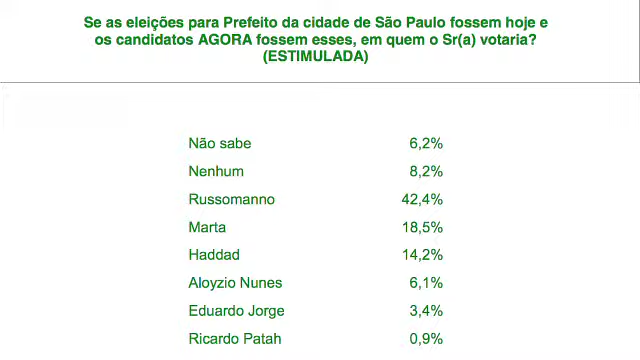 Se as eleições para Prefeito da cidade de São Paulo fossem hoje e
os candidatos AGORA fossem esses, em quem o Sr(a) votaria?
(ESTIMULADA)
Não sabe 6,2%
Nenhum 8,2%
Russomanno 42,4%
Marta 18,5%
Haddad 14,2%
Aloyzio Nunes 6,1%
Eduardo Jorge 3,4%
Ricardo Patah 0,9%